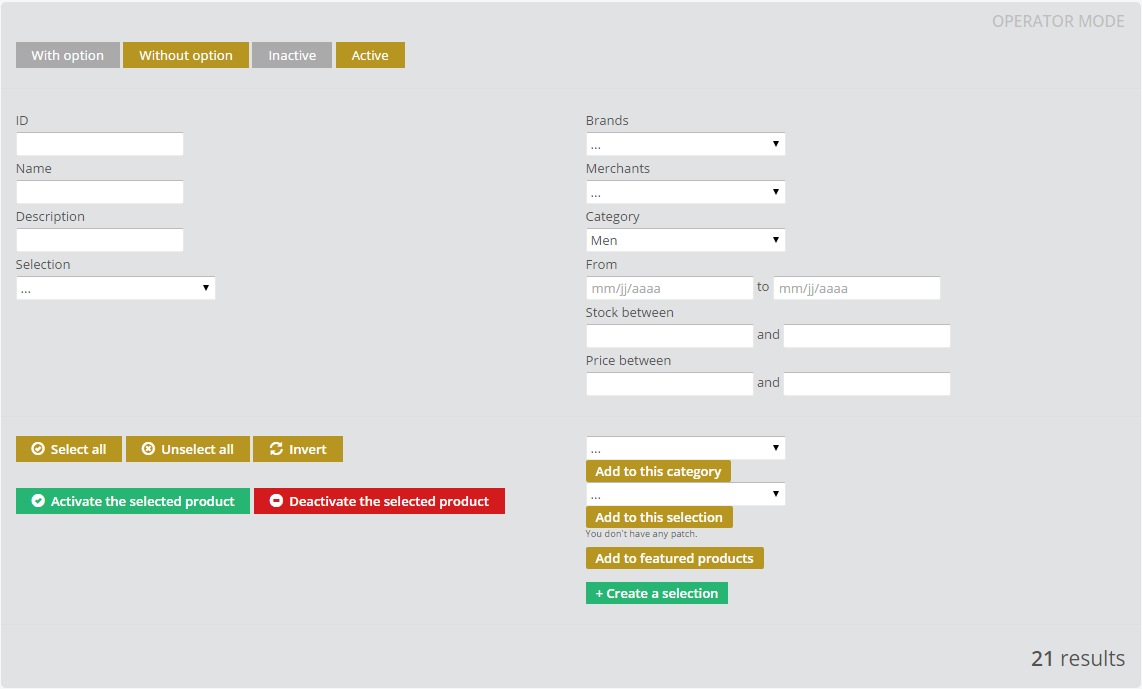 OPERATOR MODE
With option Without option Inactive Active
ID
Name
Description
Selection
...
Brands
...
Merchants
...
Category
Men
From
mm/jj/aaaa to mm/jj/aaaa
Stock between
and
Price between
and
Select all Unselect all Invert
Activate the selected product Deactivate the selected product
...
Add to this category
...
Add to this selection
You don't have any patch.
Add to featured products
+ Create a selection
21 results